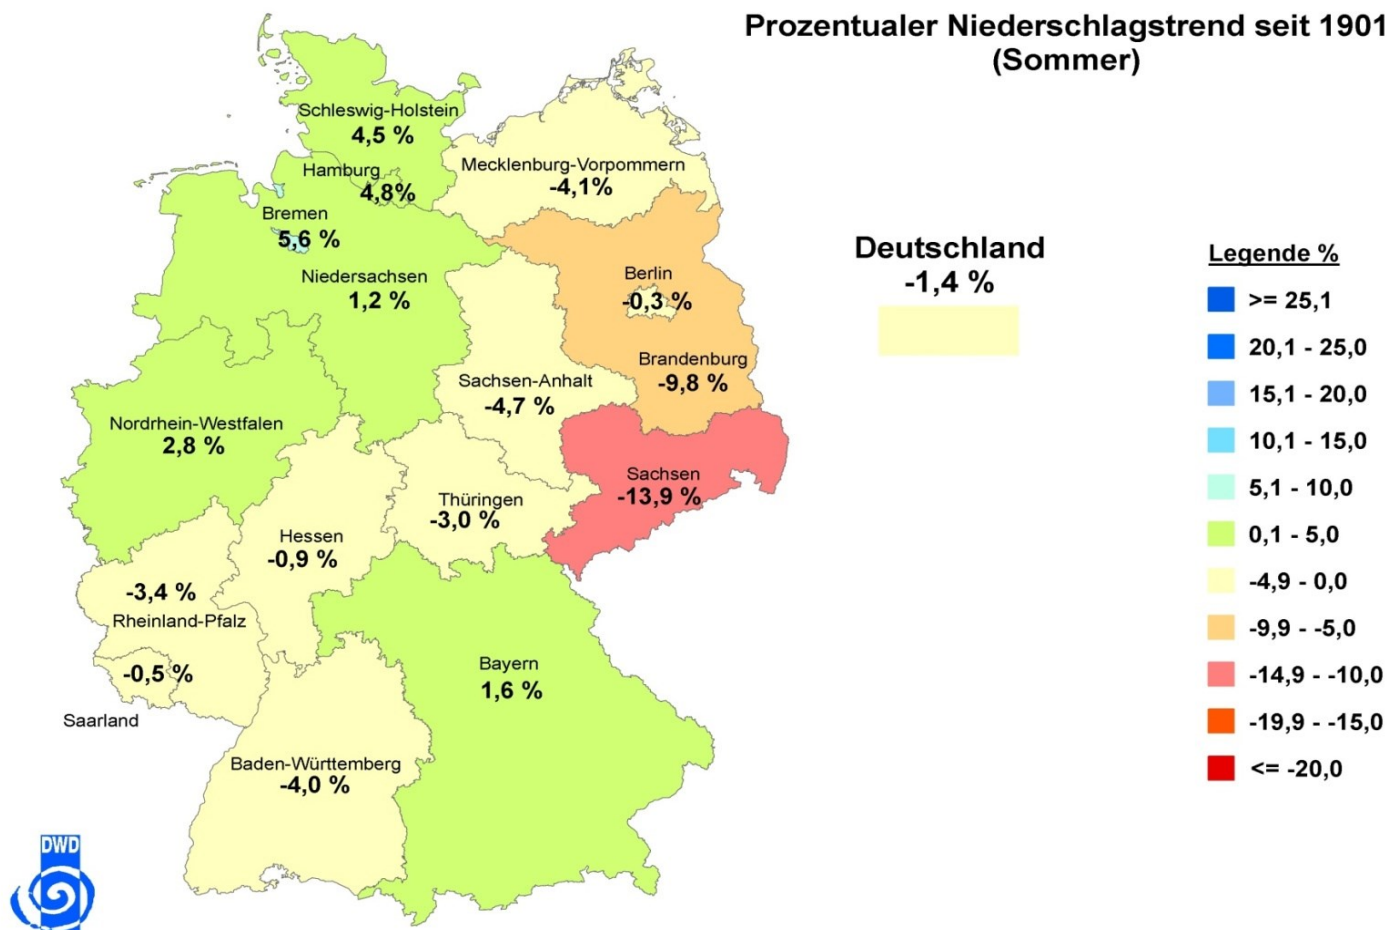 Prozentualer Niederschlagstrend seit 1901
(Sommer)
Schleswig-Holstein
4,5 %
Mecklenburg-Vorpommern
-4,1%
Hamburg
4,8%
Bremen
5,6 %
Niedersachsen
1,2 %
Berlin
-0,3 %
Brandenburg
-9,8 %
Sachsen-Anhalt
-4,7 %
Nordrhein-Westfalen
2,8 %
Sachsen
-13,9 %
Thüringen
-3,0 %
Hessen
-0,9 %
-3,4 %
Rheinland-Pfalz
-0,5 %
Saarland
Bayern
1,6 %
Baden-Württemberg
-4,0 %
Deutschland
-1,4 %
Legende %
>= 25,1
20,1 - 25,0
15,1 - 20,0
10,1 - 15,0
5,1 - 10,0
0,1 - 5,0
-4,9 - 0,0
-9,9 - -5,0
-14,9 - -10,0
-19,9 - -15,0
<= -20,0
DWD